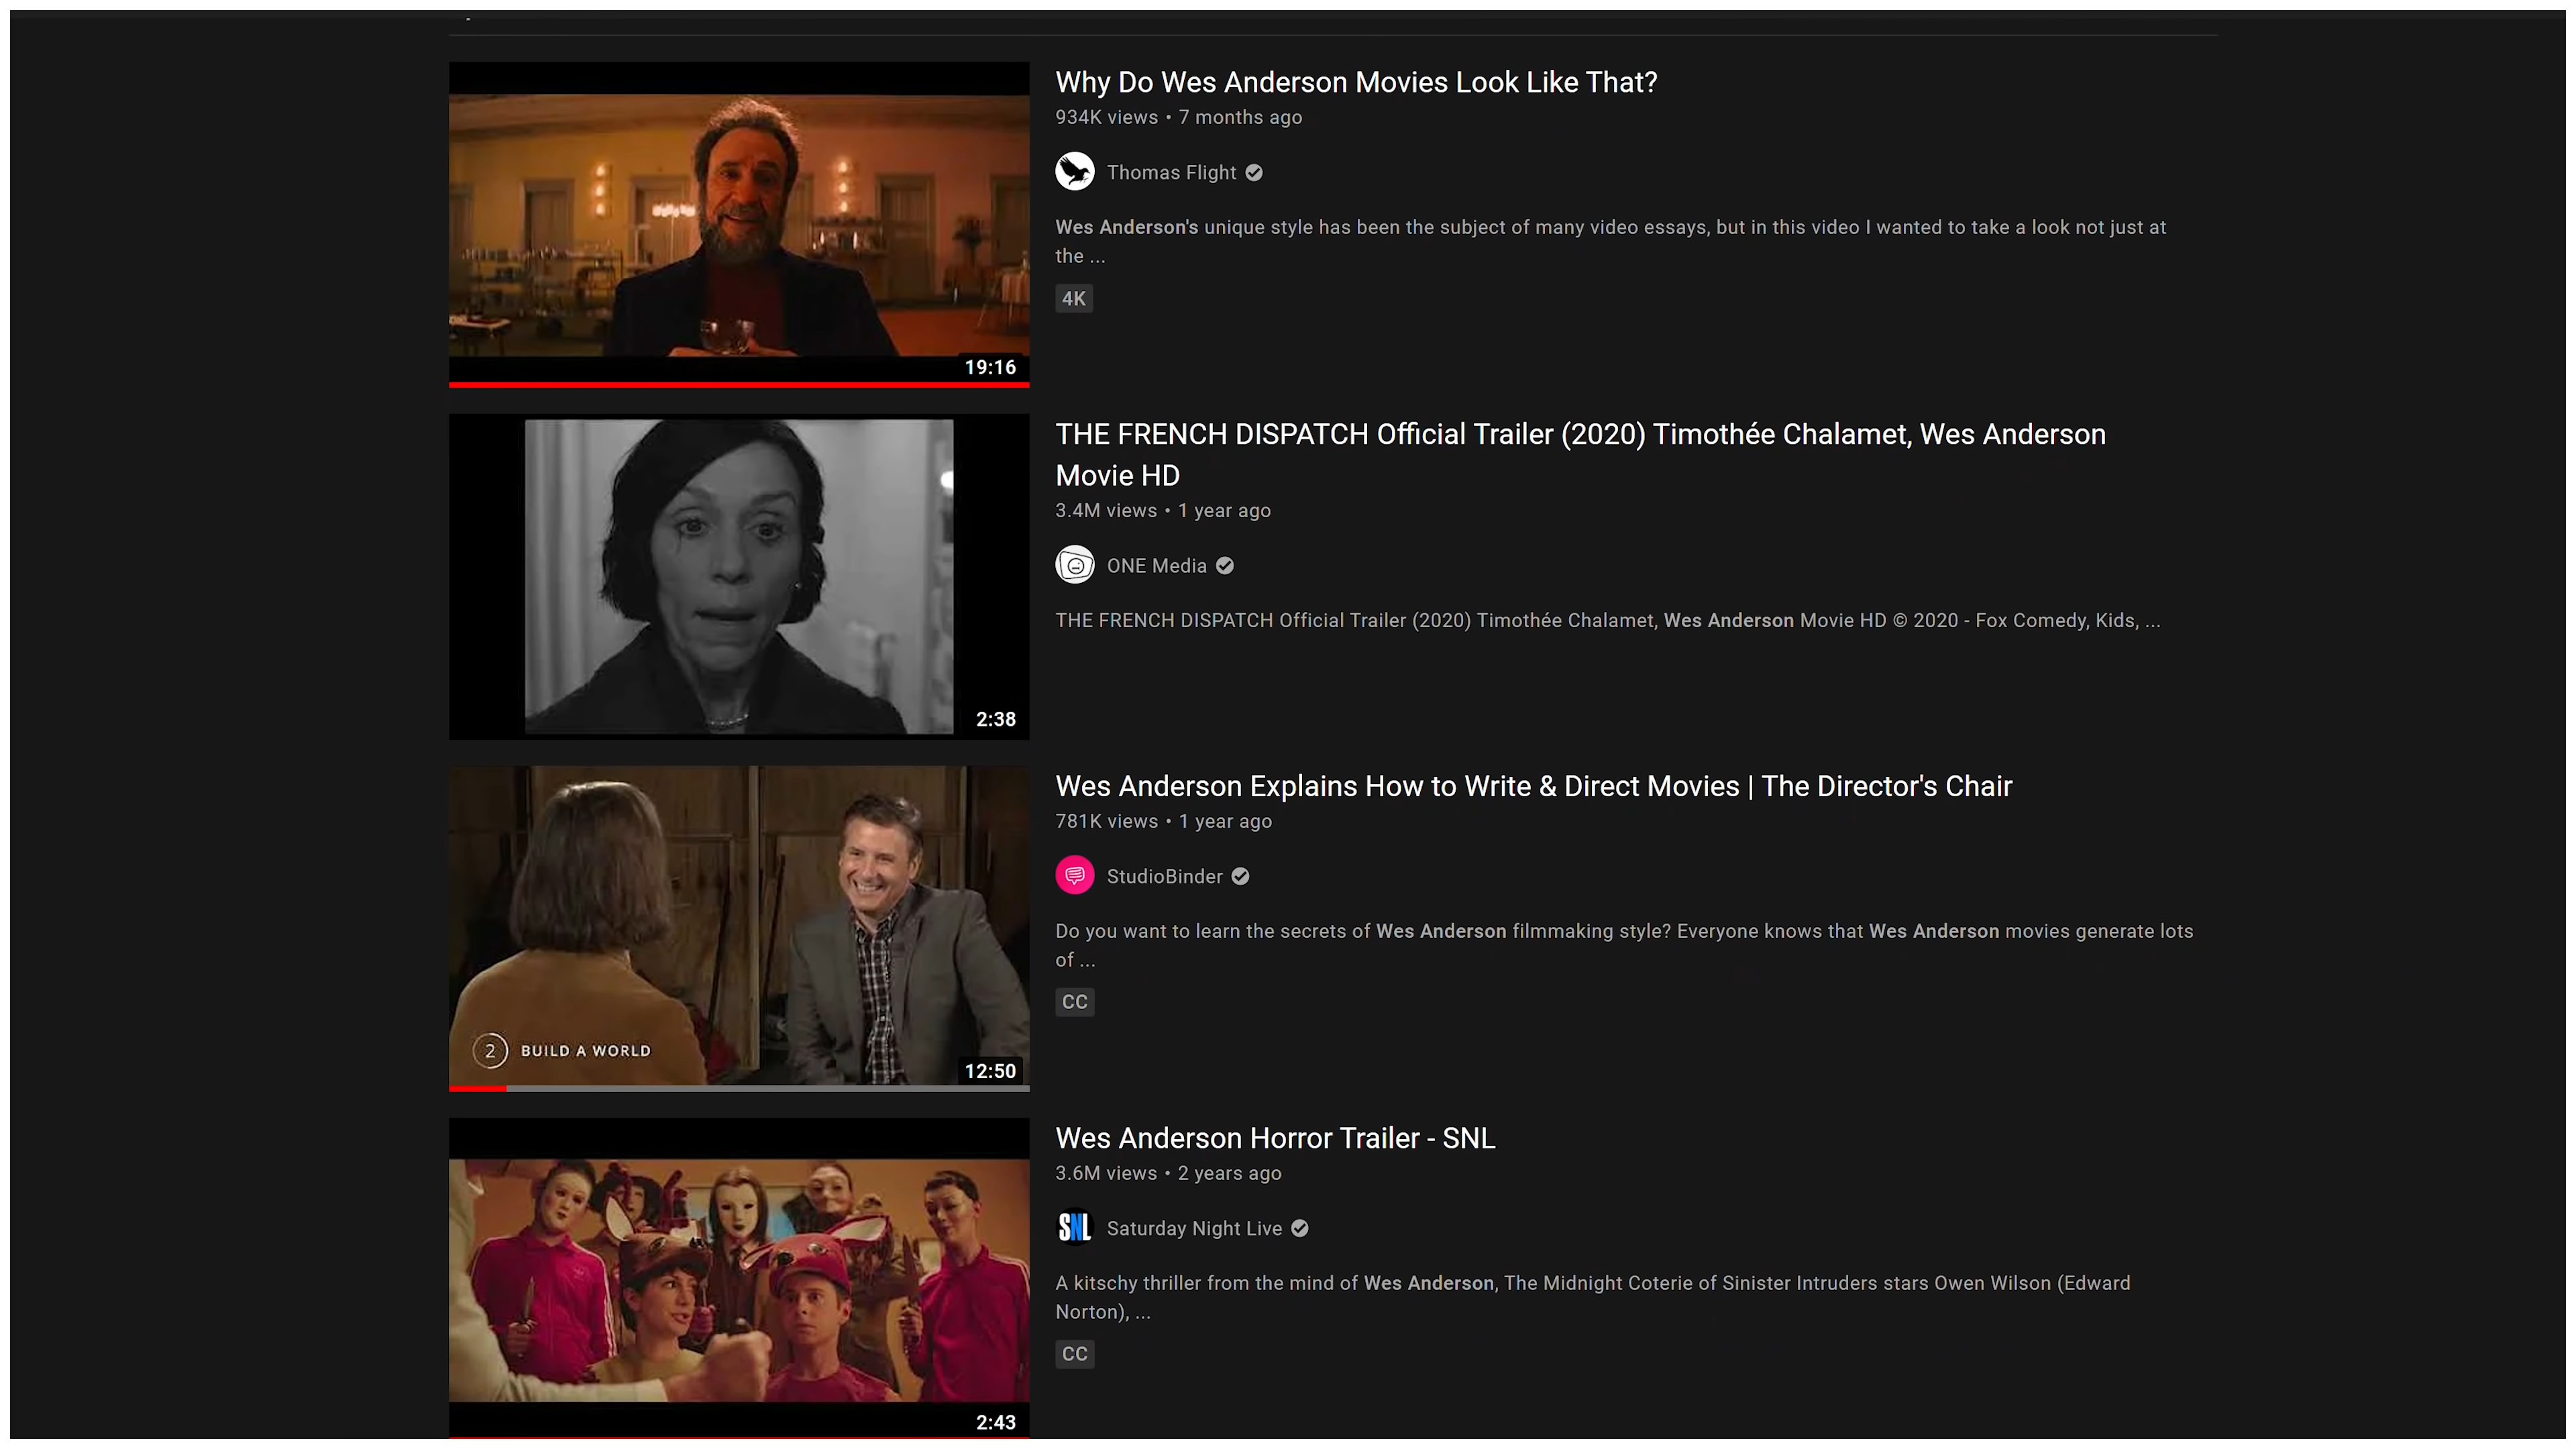 Why Do Wes Anderson Movies Look Like That?
934K views • 7 months ago
Thomas Flight
Wes Anderson's unique style has been the subject of many video essays, but in this video I wanted to take a look not just at
the ...
4K
19:16
THE FRENCH DISPATCH Official Trailer (2020) Timothée Chalamet, Wes Anderson
Movie HD
3.4M views • 1 year ago
ONE Media
THE FRENCH DISPATCH Official Trailer (2020) Timothée Chalamet, Wes Anderson Movie HD © 2020 - Fox Comedy, Kids, ...
2:38
Wes Anderson Explains How to Write & Direct Movies | The Director's Chair
781K views • 1 year ago
StudioBinder
Do you want to learn the secrets of Wes Anderson filmmaking style? Everyone knows that Wes Anderson movies generate lots
of ...
CC
2 BUILD A WORLD
12:50
Wes Anderson Horror Trailer - SNL
3.6M views • 2 years ago
SNL Saturday Night Live
A kitschy thriller from the mind of Wes Anderson, The Midnight Coterie of Sinister Intruders stars Owen Wilson (Edward
Norton), ...
CC
2:43